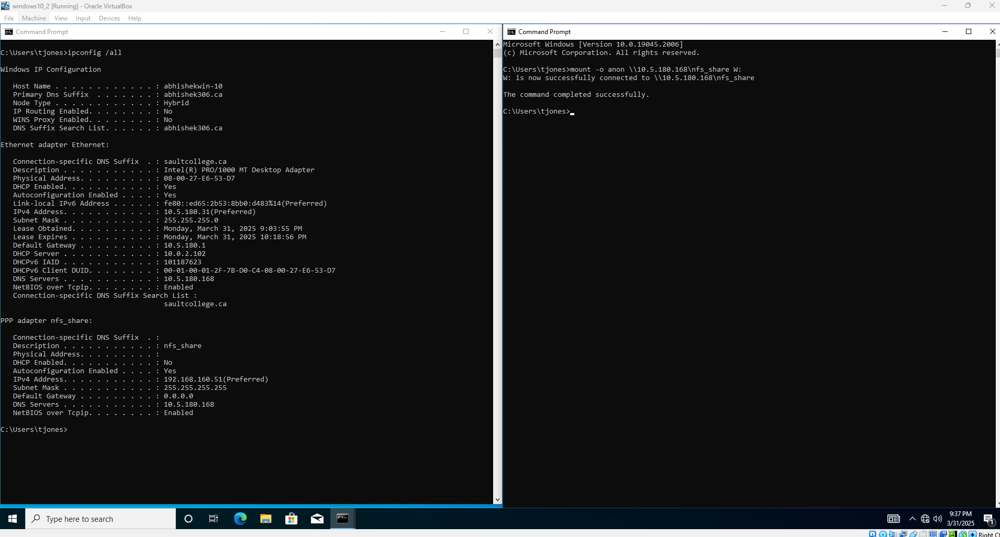 windows10_2 [Running] - Oracle VirtualBox
File Machine View Input Devices Help
Command Prompt
C:\Users\tjones>ipconfig /all
Windows IP Configuration
Host Name . . . . . . . . . . . . : abhishekwin-10
Primary Dns Suffix  . . . . . . . : abhishek306.ca
Node Type . . . . . . . . . . . . : Hybrid
IP Routing Enabled. . . . . . . . : No
WINS Proxy Enabled. . . . . . . . : No
DNS Suffix Search List. . . . . . : abhishek306.ca
Ethernet adapter Ethernet:
Connection-specific DNS Suffix  . : saultcollege.ca
Description . . . . . . . . . . . : Intel(R) PRO/1000 MT Desktop Adapter
Physical Address. . . . . . . . . : 08-00-27-E6-53-D7
DHCP Enabled. . . . . . . . . . . : Yes
Autoconfiguration Enabled . . . . : Yes
Link-local IPv6 Address . . . . . : fe80::ed65:2b53:8bb0:d483%14(Preferred)
IPv4 Address. . . . . . . . . . . : 10.5.180.31(Preferred)
Subnet Mask . . . . . . . . . . . : 255.255.255.0
Lease Obtained. . . . . . . . . . : Monday, March 31, 2025 9:03:55 PM
Lease Expires . . . . . . . . . . : Monday, March 31, 2025 10:18:56 PM
Default Gateway . . . . . . . . . : 10.5.180.1
DHCP Server . . . . . . . . . . . : 10.0.2.102
DHCPv6 IAID . . . . . . . . . . . : 101187623
DHCPv6 Client DUID. . . . . . . . : 00-01-00-01-2F-7B-D0-C4-08-00-27-E6-53-D7
DNS Servers . . . . . . . . . . . : 10.5.180.168
NetBIOS over Tcpip. . . . . . . . : Enabled
Connection-specific DNS Suffix Search List :
saultcollege.ca
PPP adapter nfs_share:
Connection-specific DNS Suffix  . :
Description . . . . . . . . . . . : nfs_share
Physical Address. . . . . . . . . :
DHCP Enabled. . . . . . . . . . . : No
Autoconfiguration Enabled . . . . : Yes
IPv4 Address. . . . . . . . . . . : 192.168.160.51(Preferred)
Subnet Mask . . . . . . . . . . . : 255.255.255.255
Default Gateway . . . . . . . . . : 0.0.0.0
DNS Servers . . . . . . . . . . . : 10.5.180.168
NetBIOS over Tcpip. . . . . . . . : Enabled
C:\Users\tjones>
Command Prompt
Microsoft Windows [Version 10.0.19045.2006]
(c) Microsoft Corporation. All rights reserved.
C:\Users\tjones>mount -o anon \\10.5.180.168\nfs_share W:
W: is now successfully connected to \\10.5.180.168\nfs_share
The command completed successfully.
C:\Users\tjones>
Type here to search
9:37 PM
3/31/2025
1
Right Ct